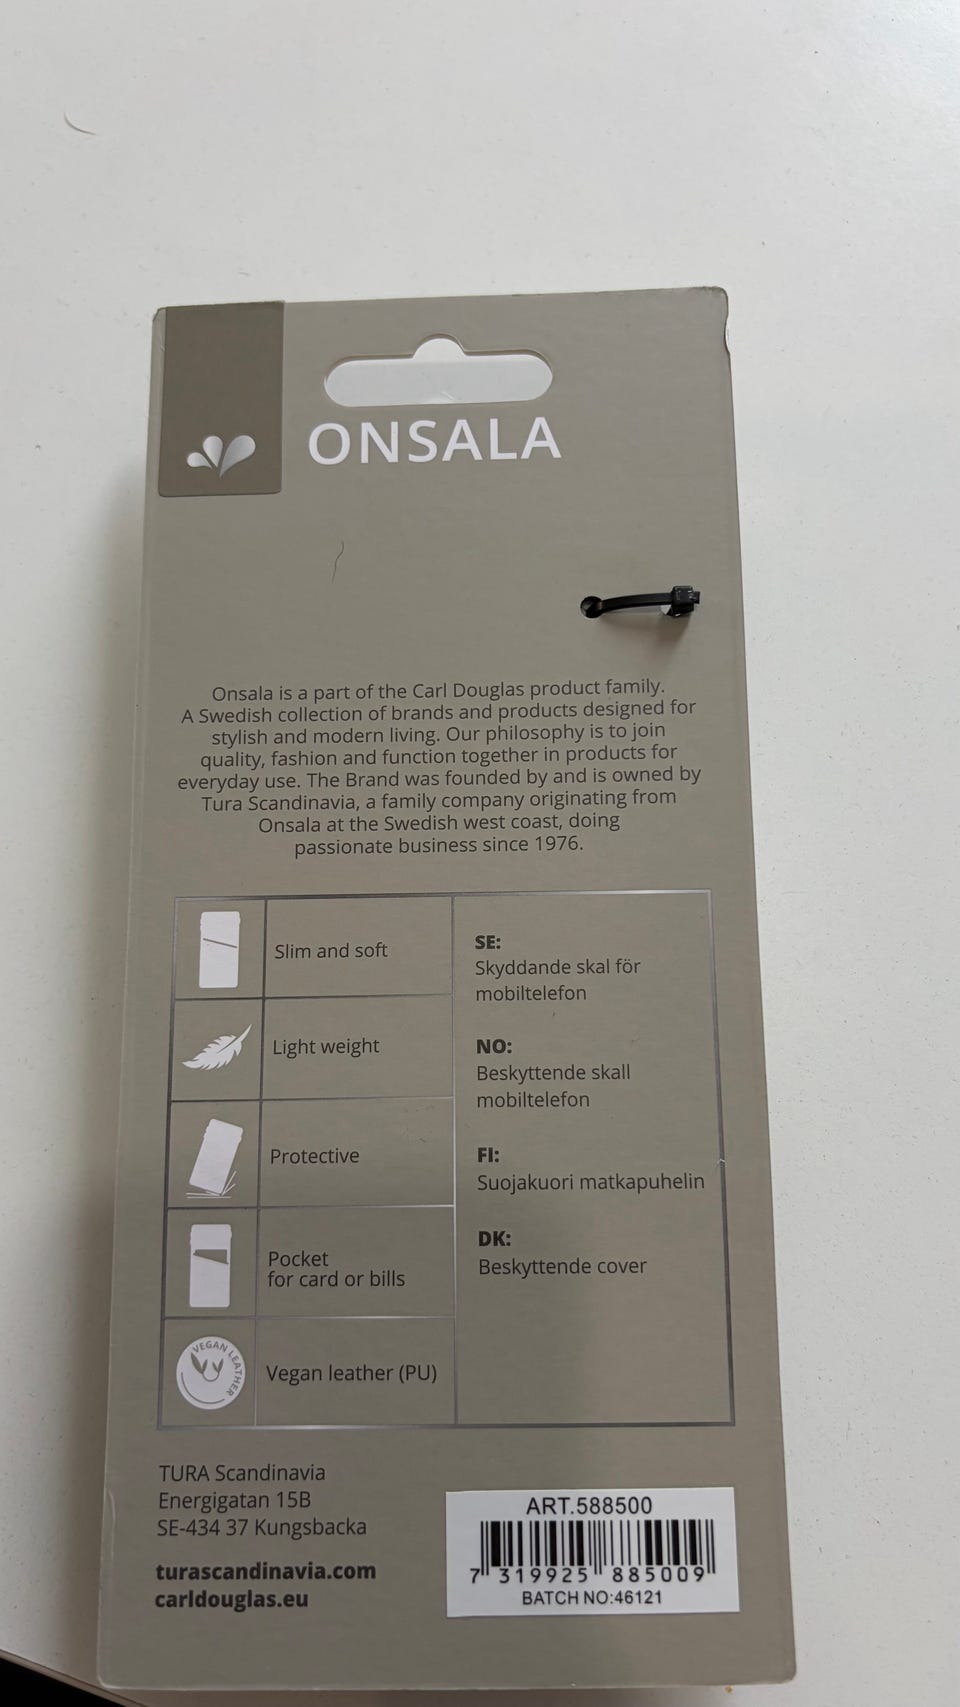 ONSALA
Onsala is a part of the Carl Douglas product family.
A Swedish collection of brands and products designed for
stylish and modern living. Our philosophy is to join
quality, fashion and function together in products for
everyday use. The Brand was founded by and is owned by
Tura Scandinavia, a family company originating from
Onsala at the Swedish west coast, doing
passionate business since 1976.
Slim and soft
Light weight
Protective
Pocket
for card or bills
VEGAN LEATHER
Vegan leather (PU)
SE:
Skyddande skal för
mobiltelefon
NO:
Beskyttende skall
mobiltelefon
FI:
Suojakuori matkapuhelin
DK:
Beskyttende cover
TURA Scandinavia
Energigatan 15B
SE-434 37 Kungsbacka
turascandinavia.com
carldouglas.eu
ART.588500
7 319925 885009
BATCH NO:46121